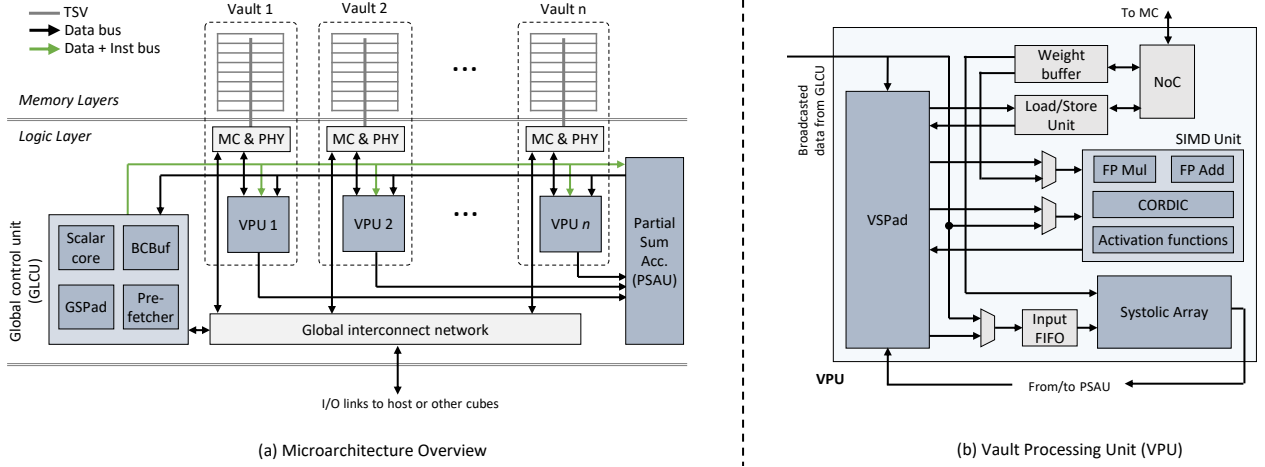 TSV
Data bus
Data + Inst bus
Vault 1
Vault 2
Vault n
...
Memory Layers
Logic Layer
MC & PHY
MC & PHY
MC & PHY
VPU 1
VPU 2
...
VPU n
Global control unit
(GLCU)
Scalar
core
BCBuf
GSPad
Pre-
fetcher
Partial
Sum
Acc.
(PSAU)
Global interconnect network
I/O links to host or other cubes
(a) Microarchitecture Overview
To MC
Broadcasted
data from GLCU
Weight
buffer
NoC
Load/Store
Unit
SIMD Unit
FP Mul
FP Add
CORDIC
Activation functions
VSPad
Input
FIFO
Systolic Array
VPU
From/to PSAU
(b) Vault Processing Unit (VPU)